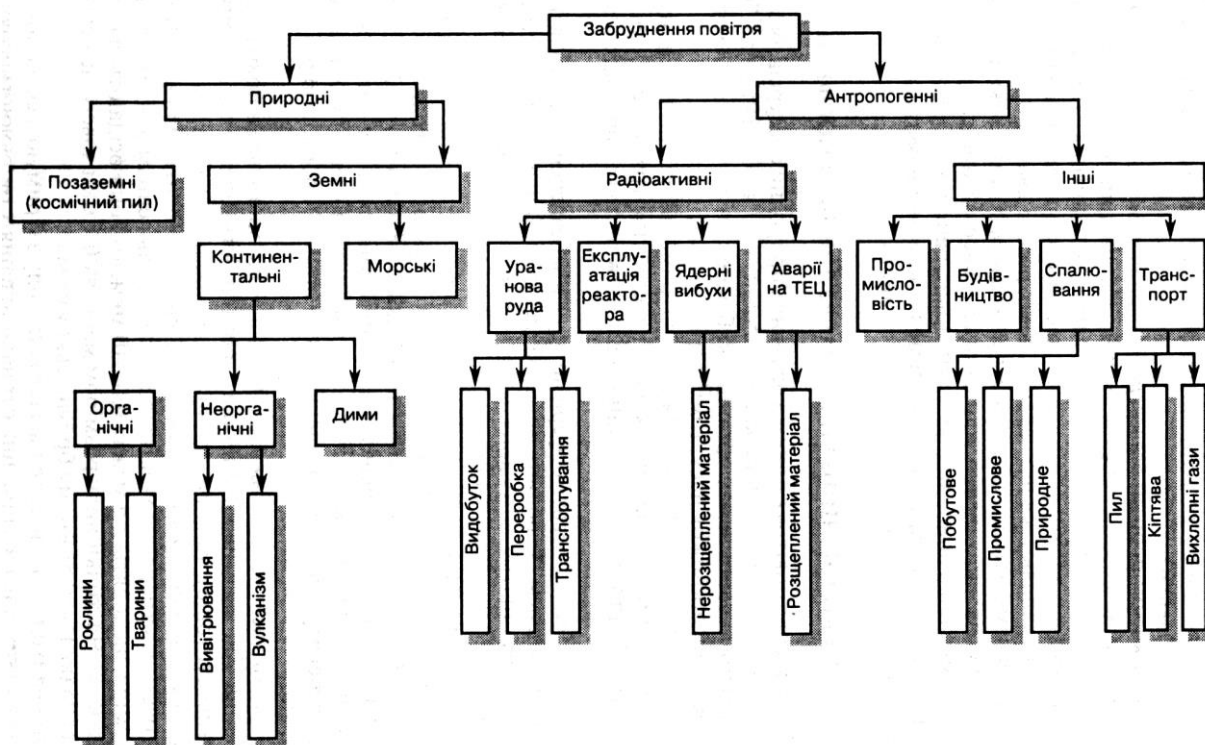 Забруднення повітря
Природні
Антропогенні
Позаземні
(космічний пил)
Земні
Радіоактивні
Інші
Континен-
тальні
Морські
Ура-
нова
руда
Експлу-
атація
реакто-
ра
Ядерні
вибухи
Аварії
на ТЕЦ
Про-
мисло-
вість
Будів-
ництво
Спалю-
вання
Транс-
порт
Орга-
нічні
Неорга-
нічні
Дими
Видобуток
Переробка
Транспортування
Нерозщеплений матеріал
Розщеплений матеріал
Побутове
Промислове
Природне
Пил
Кіптява
Вихлопні гази
Рослини
Тварини
Вивітрювання
Вулканізм